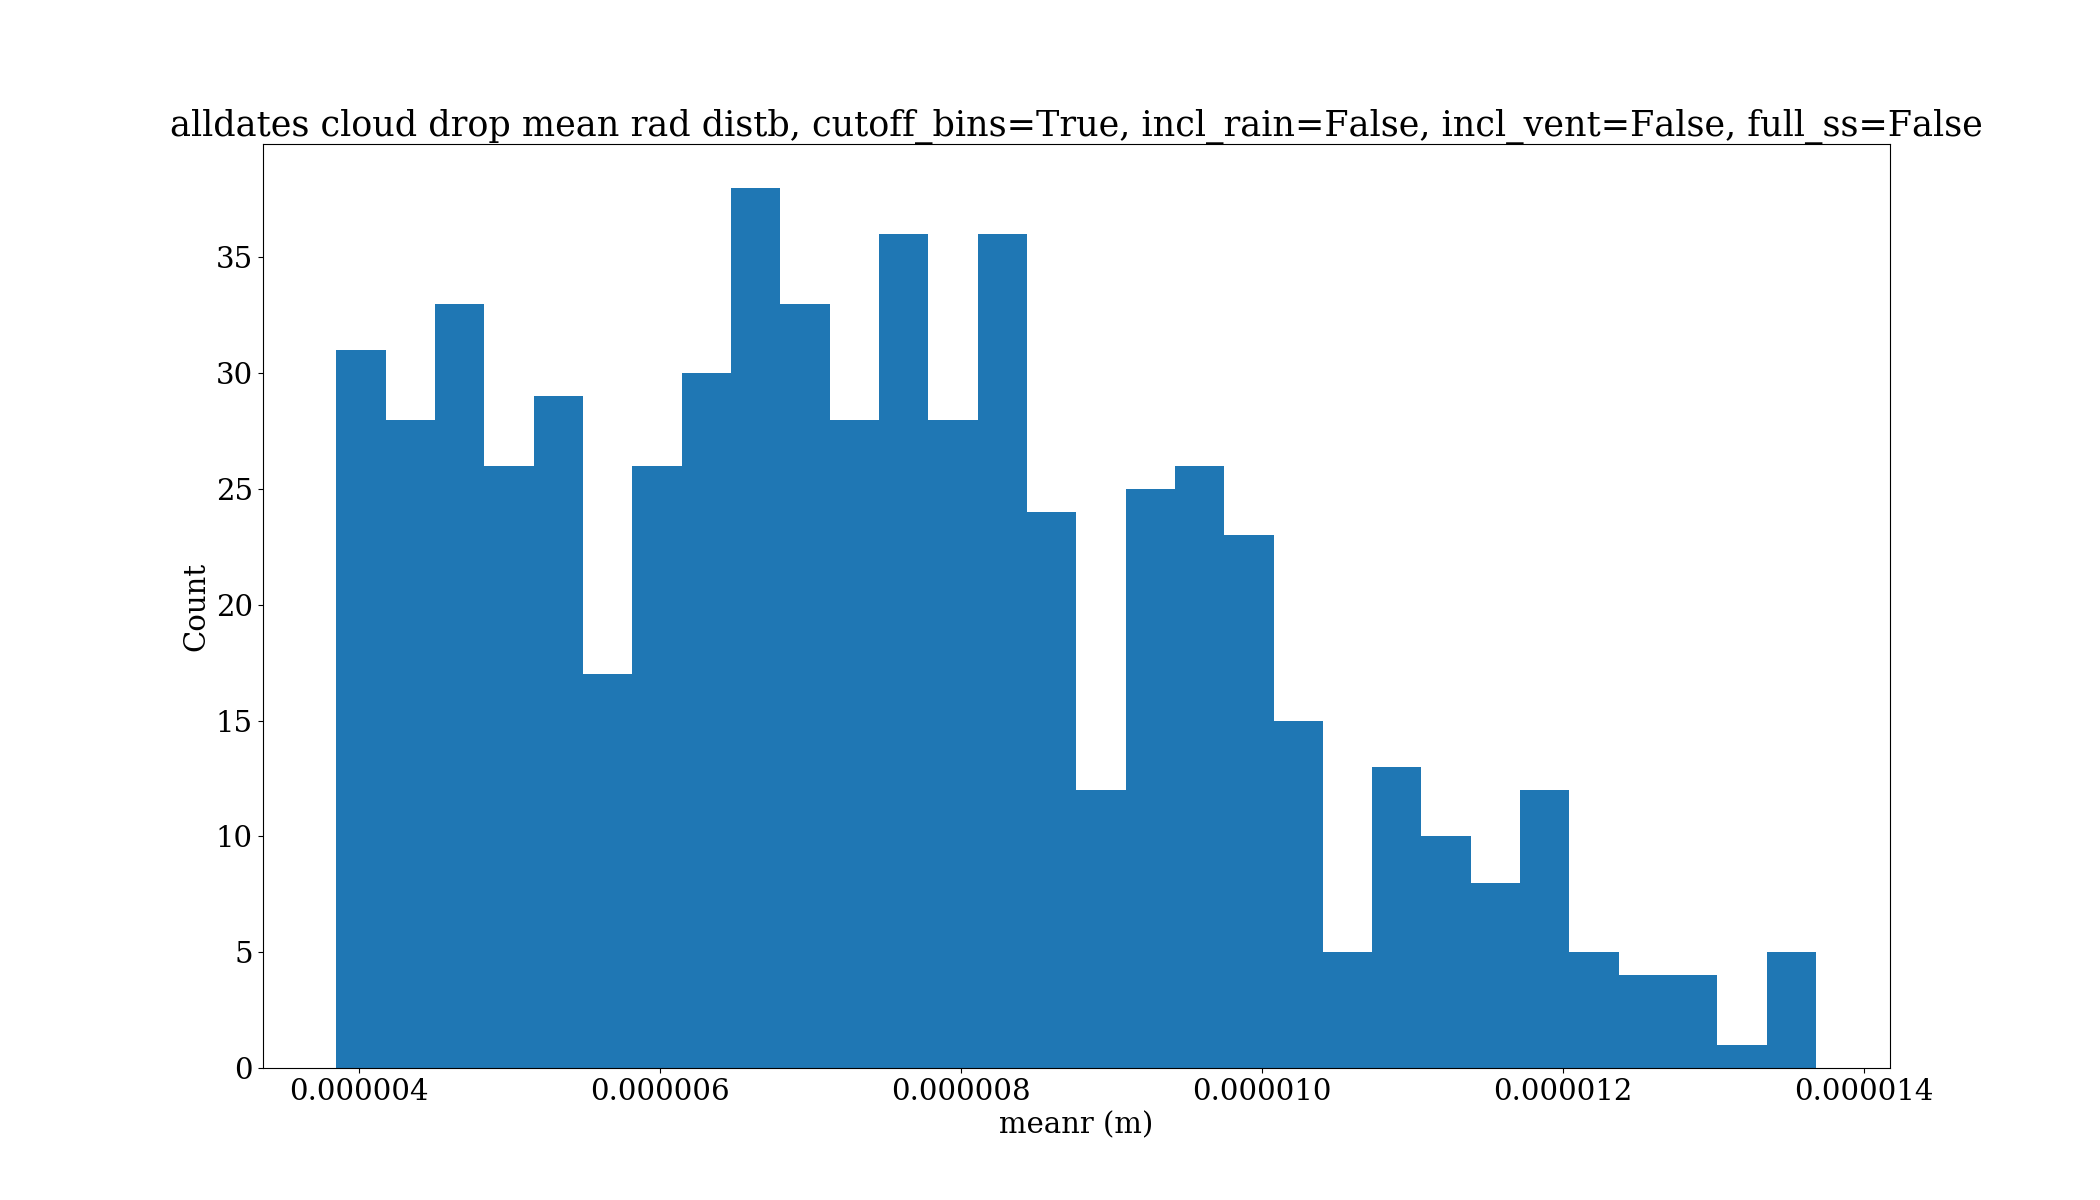 alldates cloud drop mean rad distb, cutoff_bins=True, incl_rain=False, incl_vent=False, full_ss=False
35
30
25
20
15
10
5
0
Count
0.000004 0.000006 0.000008 0.000010 0.000012 0.000014
meanr (m)